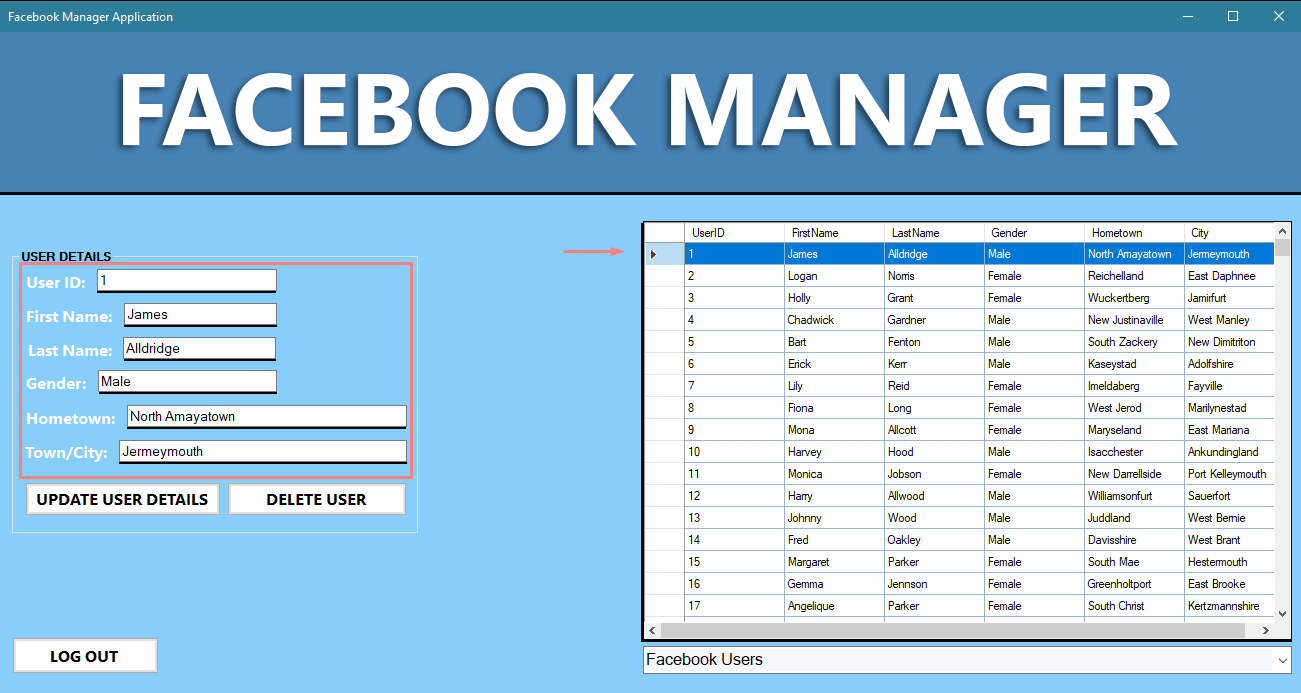 Facebook Manager Application
FACEBOOK MANAGER
USER DETAILS
User ID: 1
First Name: James
Last Name: Alldridge
Gender: Male
Hometown: North Amayatown
Town/City: Jermeymouth
UPDATE USER DETAILS DELETE USER
LOG OUT
UserID FirstName LastName Gender Hometown City
1 James Alldridge Male North Amayatown Jermeymouth
2 Logan Norris Female Reichelland East Daphnee
3 Holly Grant Female Wuckertberg Jamirfurt
4 Chadwick Gardner Male New Justinaville West Manley
5 Bart Fenton Male South Zackery New Dimitriton
6 Erick Kerr Male Kaseystad Adolfshire
7 Lily Reid Female Imeldaberg Fayville
8 Fiona Long Female West Jerod Marilynestad
9 Mona Allcott Female Maryseland East Mariana
10 Harvey Hood Male Isacchester Ankundingland
11 Monica Jobson Female New Darrellside Port Kelleymouth
12 Harry Allwood Male Williamsonfurt Sauerfort
13 Johnny Wood Male Juddland West Bernie
14 Fred Oakley Male Davisshire West Brant
15 Margaret Parker Female South Mae Hestermouth
16 Gemma Jennson Female Greenholtport East Brooke
17 Angelique Parker Female South Christ Kertzmannshire
Facebook Users